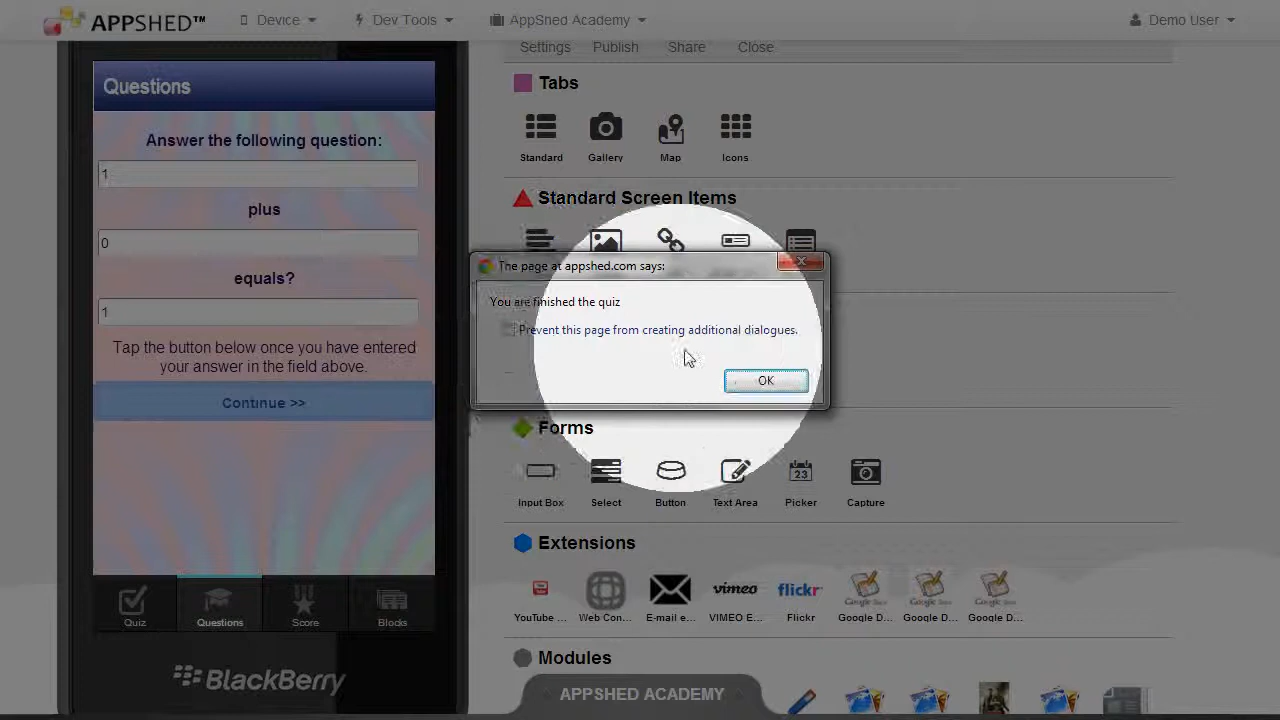 APPSHED™
Device
Dev Tools
AppShed Academy
Demo User
Settings
Publish
Share
Close
Questions
Answer the following question:
1
plus
0
equals?
1
Tap the button below once you have entered
your answer in the field above.
Continue >>
Quiz
Questions
Score
Blocks
BlackBerry
Tabs
Standard
Gallery
Map
Icons
Standard Screen Items
The page at appshed.com says:
You are finished the quiz
Prevent this page from creating additional dialogues.
OK
Forms
23
Input Box
Select
Button
Text Area
Picker
Capture
Extensions
vimeo
flickr
YouTube ...
Web Con...
E-mail e...
VIMEO E...
Flickr
Google D...
Google D...
Google D...
Modules
APPSHED ACADEMY